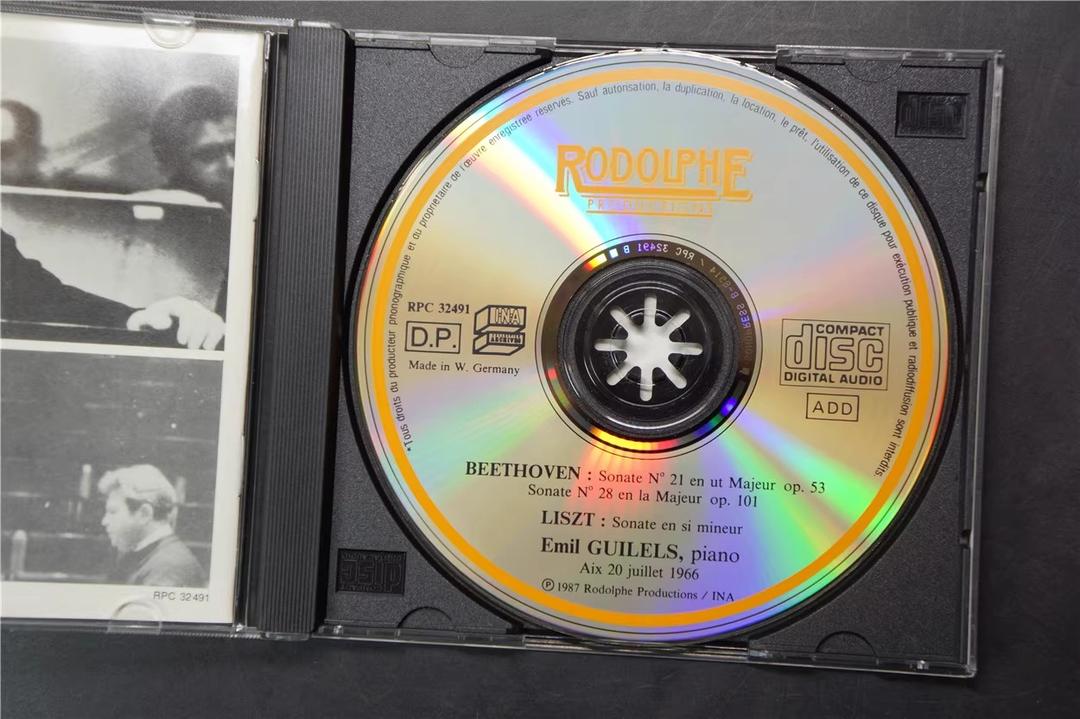 RODOLPHE
PRODUCTIONS
*Tous droits du producteur phonographique et du propriétaire de l'œuvre enregistrée réservés. Sauf autorisation, la duplication, la location, le prêt, l'utilisation de ce disque pour exécution publique et radiodiffusion sont interdits
RPC 32491
D.P.
INA
Made in W. Germany
COMPACT
disc
DIGITAL AUDIO
ADD
/ RPC 32491 B
BEETHOVEN : Sonate N° 21 en ut Majeur op. 53
Sonate N° 28 en la Majeur op. 101
LISZT : Sonate en si mineur
Emil GUILELS, piano
Aix 20 juillet 1966
Ⓟ 1987 Rodolphe Productions / INA
RPC 32491